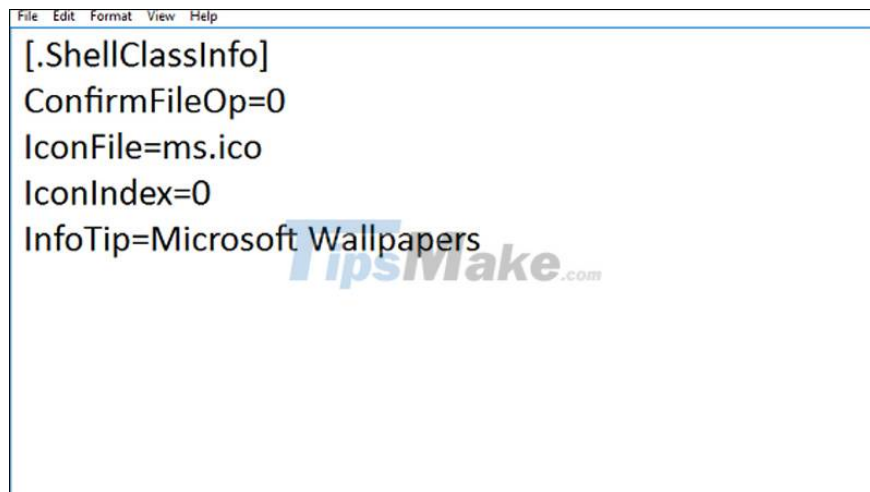 File Edit Format View Help
[.ShellClassInfo]
ConfirmFileOp=0
IconFile=ms.ico
IconIndex=0
InfoTip=Microsoft Wallpapers
TipsMake.com